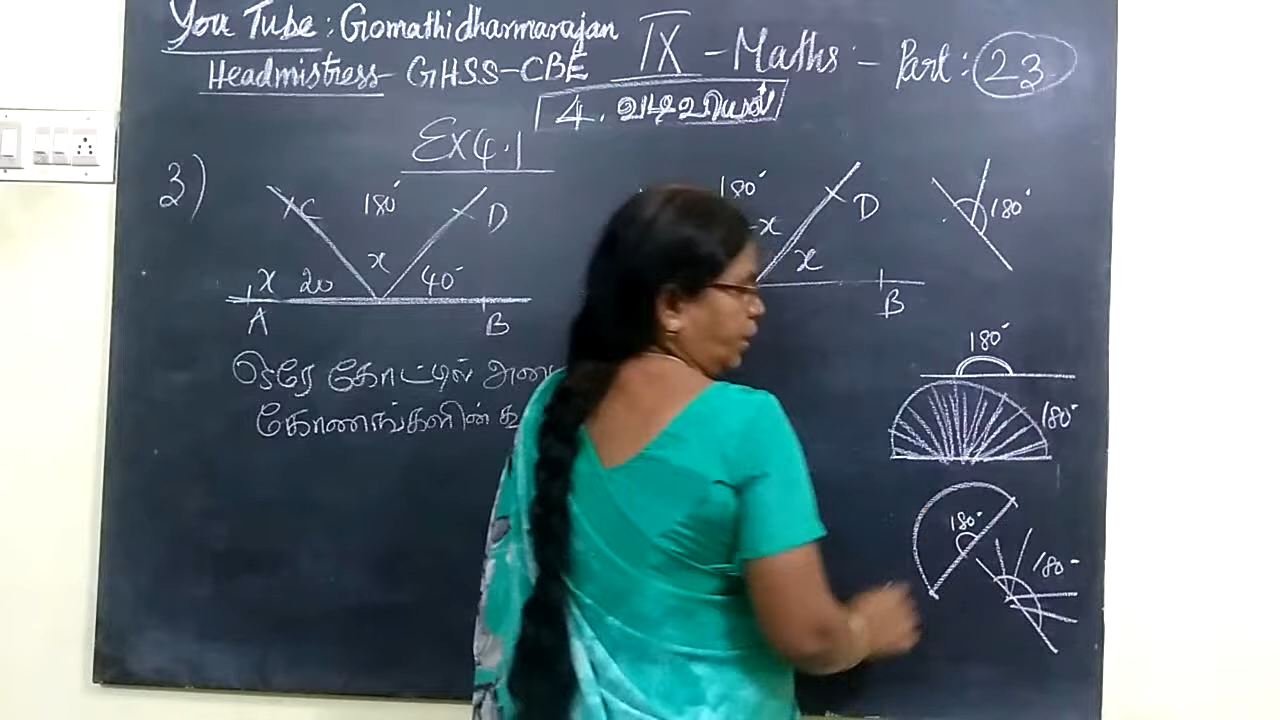 You Tube : Gomathidharmarajan
Headmistress GHSS-CBE
IX - Maths - Part : 23
4. வடிவியல்
Ex 4.1
3)
C 180° D
x 20 x 40°
A B
180°
-x D
x
B
180°
180°
180°
180°
180°
ஒரே கோட்டில்
கோணங்களின்